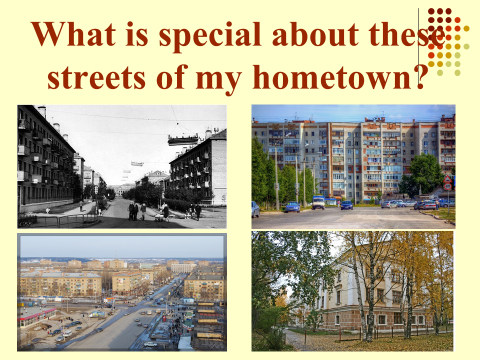 What is special about these
streets of my hometown?